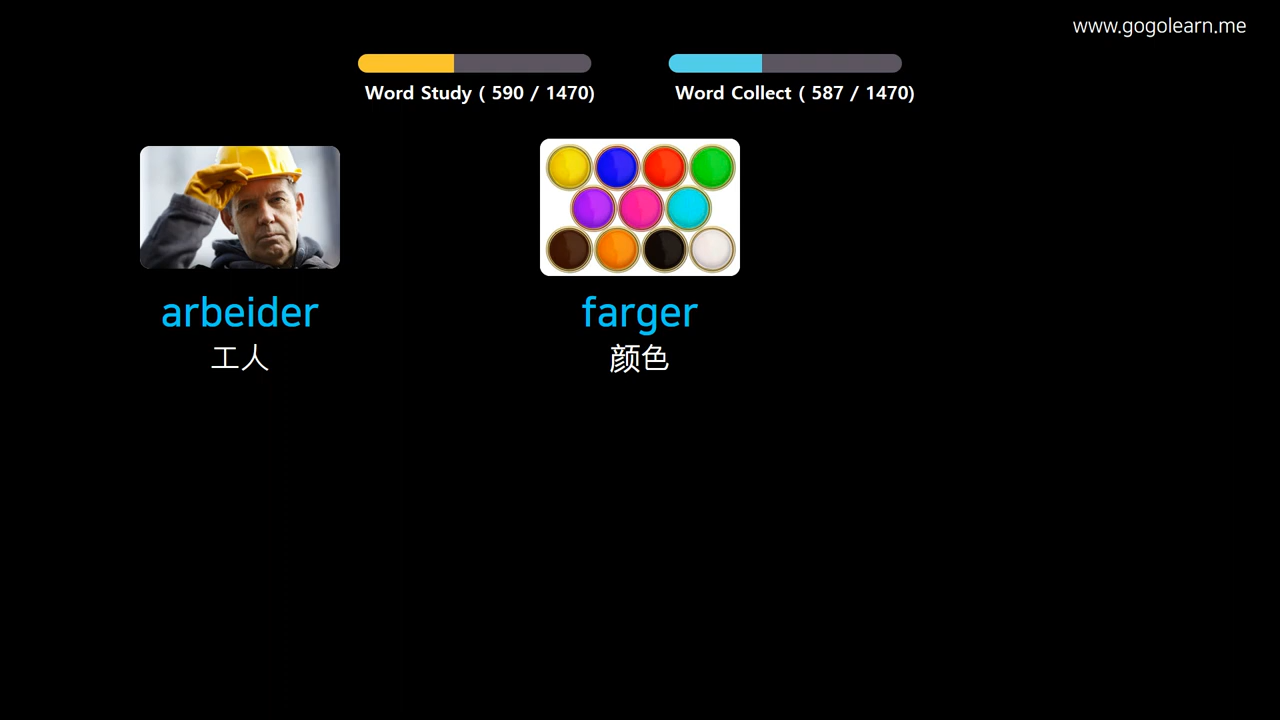 www.gogolearn.me
Word Study ( 590 / 1470)
Word Collect ( 587 / 1470)
arbeider
工人
farger
颜色